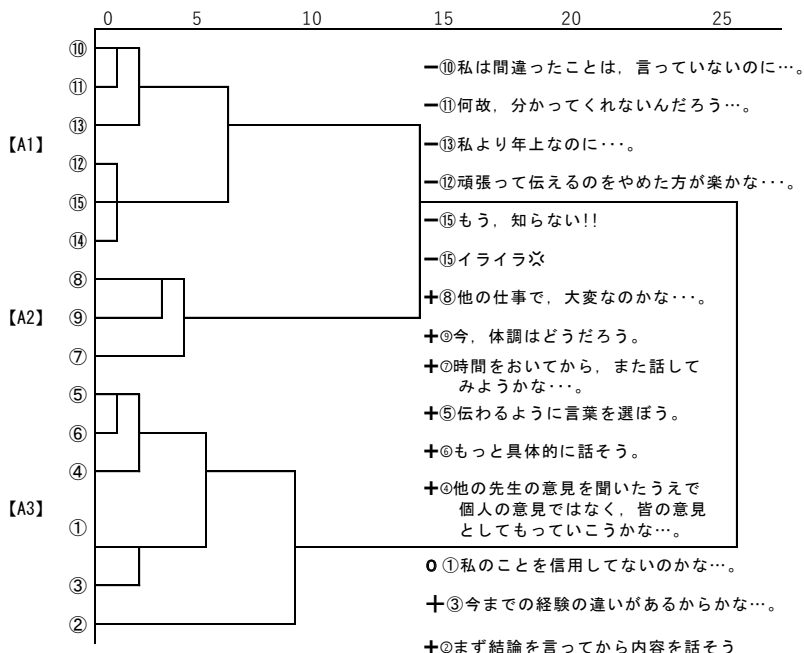 0 5 10 15 20 25
⑩
⑪
⑬
【A1】
⑫
⑮
⑭
⑧
【A2】
⑨
⑦
⑤
⑥
④
【A3】
①
③
②
ー⑩私は間違ったことは，言っていないのに…。
ー⑪何故，分かってくれないんだろう…。
ー⑬私より年上なのに･･･。
ー⑫頑張って伝えるのをやめた方が楽かな･･･。
ー⑮もう，知らない!!
ー⑮イライラ💢
+⑧他の仕事で，大変なのかな･･･。
+⑨今，体調はどうだろう。
+⑦時間をおいてから，また話して
みようかな･･･。
+⑤伝わるように言葉を選ぼう。
+⑥もっと具体的に話そう。
+④他の先生の意見を聞いたうえで
個人の意見ではなく，皆の意見
としてもっていこうかな…。
0 ①私のことを信用してないのかな…。
+③今までの経験の違いがあるからかな…。
+②まず結論を言ってから内容を話そう